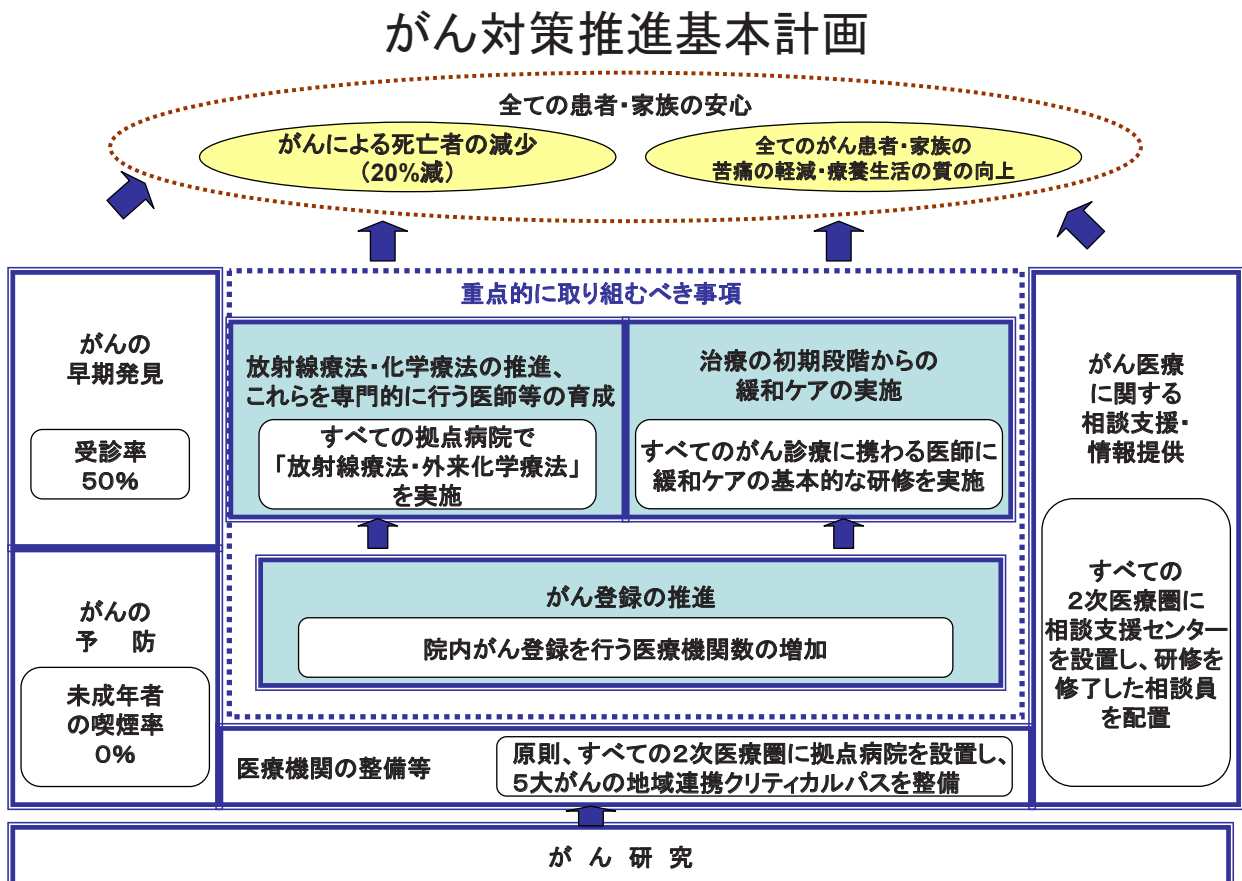 がん対策推進基本計画
全ての患者・家族の安心
がんによる死亡者の減少
（20%減）
全てのがん患者・家族の
苦痛の軽減・療養生活の質の向上
がんの
早期発見
受診率
50%
がんの
予　防
未成年者
の喫煙率
0%
重点的に取り組むべき事項
放射線療法・化学療法の推進、
これらを専門的に行う医師等の育成
すべての拠点病院で
「放射線療法・外来化学療法」
を実施
治療の初期段階からの
緩和ケアの実施
すべてのがん診療に携わる医師に
緩和ケアの基本的な研修を実施
がん登録の推進
院内がん登録を行う医療機関数の増加
医療機関の整備等
原則、すべての2次医療圏に拠点病院を設置し、
5大がんの地域連携クリティカルパスを整備
がん医療
に関する
相談支援・
情報提供
すべての
2次医療圏に
相談支援センター
を設置し、研修を
修了した相談員
を配置
が ん 研 究